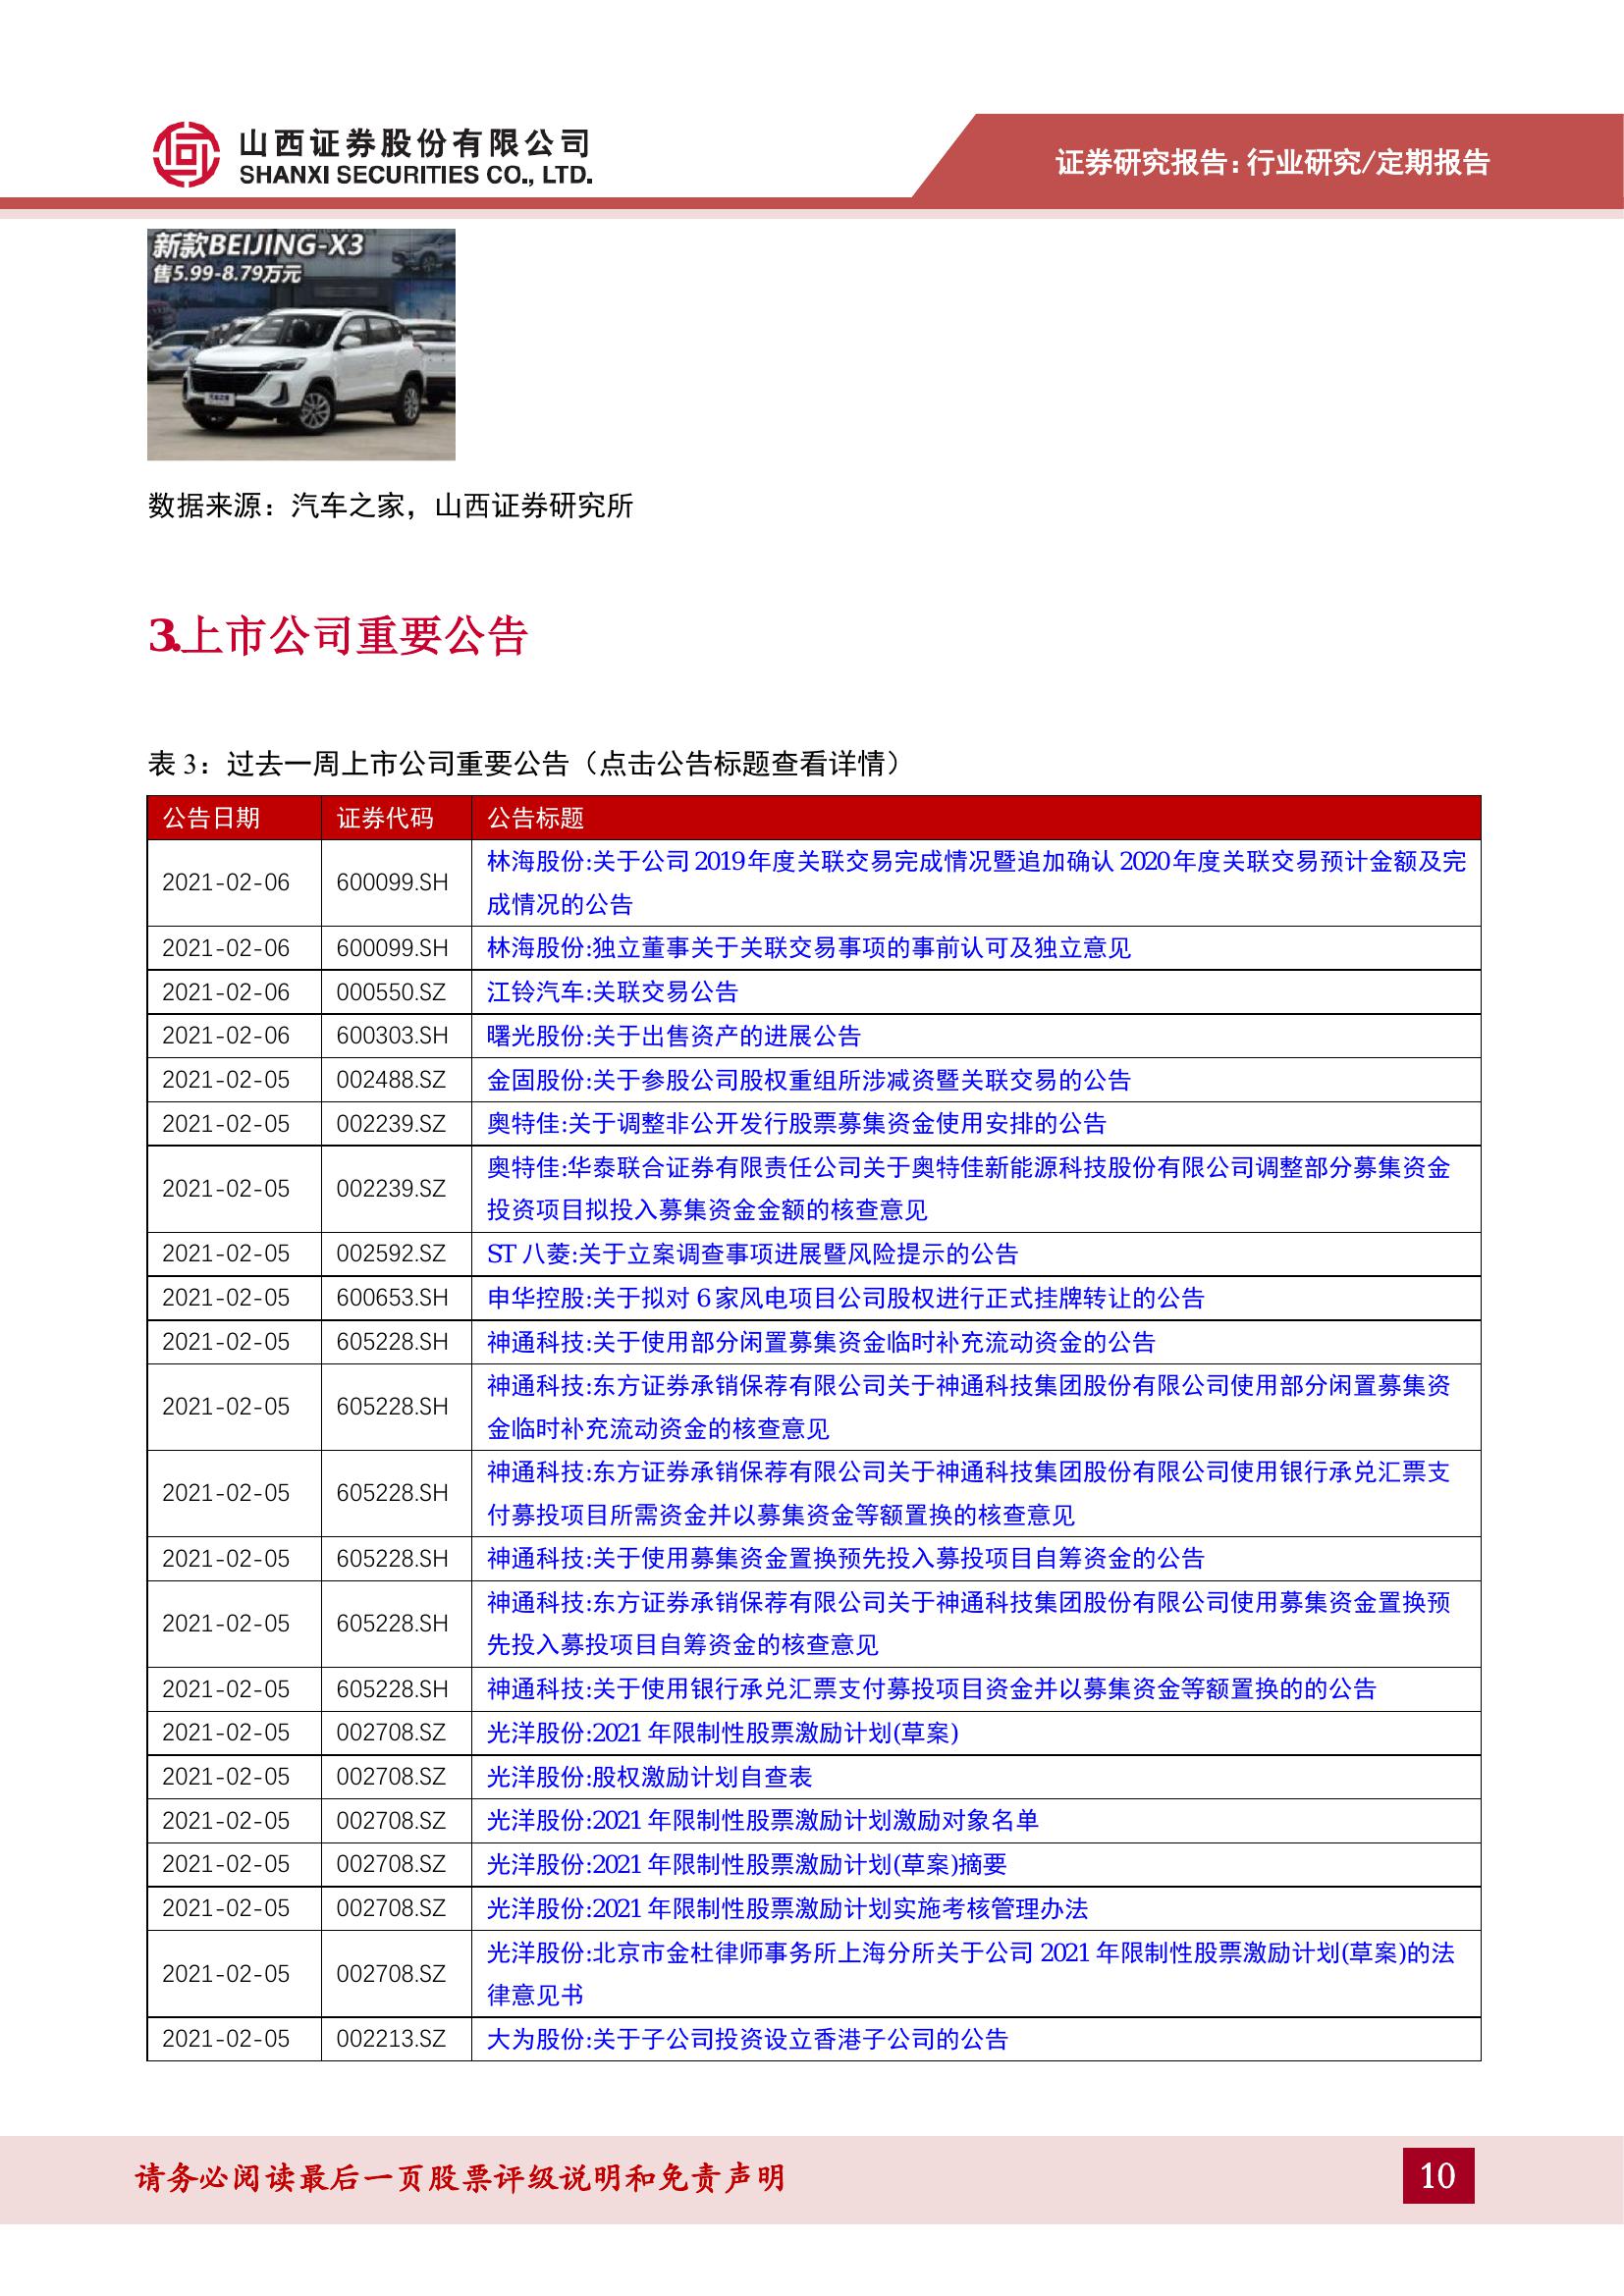 山西证券股份有限公司
SHANXI SECURITIES CO., LTD.
证券研究报告：行业研究/定期报告
新款BEIJING-X3
售5.99-8.79万元
数据来源：汽车之家，山西证券研究所
3.上市公司重要公告
表 3：过去一周上市公司重要公告（点击公告标题查看详情）
公告日期 证券代码 公告标题
2021-02-06 600099.SH 林海股份:关于公司 2019年度关联交易完成情况暨追加确认 2020年度关联交易预计金额及完
成情况的公告
2021-02-06 600099.SH 林海股份:独立董事关于关联交易事项的事前认可及独立意见
2021-02-06 000550.SZ 江铃汽车:关联交易公告
2021-02-06 600303.SH 曙光股份:关于出售资产的进展公告
2021-02-05 002488.SZ 金固股份:关于参股公司股权重组所涉减资暨关联交易的公告
2021-02-05 002239.SZ 奥特佳:关于调整非公开发行股票募集资金使用安排的公告
2021-02-05 002239.SZ 奥特佳:华泰联合证券有限责任公司关于奥特佳新能源科技股份有限公司调整部分募集资金
投资项目拟投入募集资金金额的核查意见
2021-02-05 002592.SZ ST 八菱:关于立案调查事项进展暨风险提示的公告
2021-02-05 600653.SH 申华控股:关于拟对 6 家风电项目公司股权进行正式挂牌转让的公告
2021-02-05 605228.SH 神通科技:关于使用部分闲置募集资金临时补充流动资金的公告
2021-02-05 605228.SH 神通科技:东方证券承销保荐有限公司关于神通科技集团股份有限公司使用部分闲置募集资
金临时补充流动资金的核查意见
2021-02-05 605228.SH 神通科技:东方证券承销保荐有限公司关于神通科技集团股份有限公司使用银行承兑汇票支
付募投项目所需资金并以募集资金等额置换的核查意见
2021-02-05 605228.SH 神通科技:关于使用募集资金置换预先投入募投项目自筹资金的公告
2021-02-05 605228.SH 神通科技:东方证券承销保荐有限公司关于神通科技集团股份有限公司使用募集资金置换预
先投入募投项目自筹资金的核查意见
2021-02-05 605228.SH 神通科技:关于使用银行承兑汇票支付募投项目资金并以募集资金等额置换的的公告
2021-02-05 002708.SZ 光洋股份:2021 年限制性股票激励计划(草案)
2021-02-05 002708.SZ 光洋股份:股权激励计划自查表
2021-02-05 002708.SZ 光洋股份:2021 年限制性股票激励计划激励对象名单
2021-02-05 002708.SZ 光洋股份:2021 年限制性股票激励计划(草案)摘要
2021-02-05 002708.SZ 光洋股份:2021 年限制性股票激励计划实施考核管理办法
2021-02-05 002708.SZ 光洋股份:北京市金杜律师事务所上海分所关于公司 2021 年限制性股票激励计划(草案)的法
律意见书
2021-02-05 002213.SZ 大为股份:关于子公司投资设立香港子公司的公告
请务必阅读最后一页股票评级说明和免责声明
10